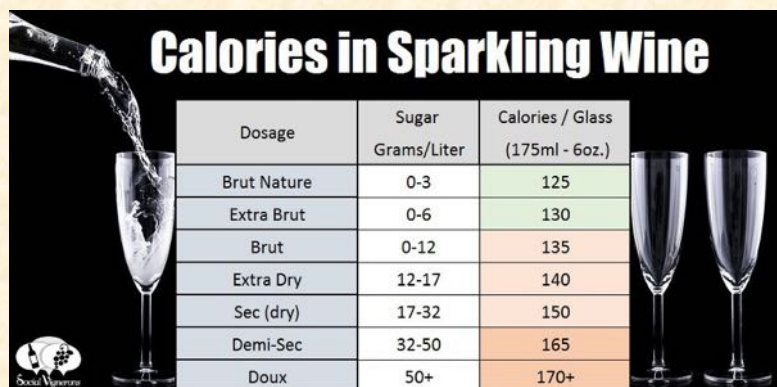 Calories in Sparkling Wine
Dosage Sugar Grams/Liter Calories / Glass (175ml - 6oz.)
Brut Nature 0-3 125
Extra Brut 0-6 130
Brut 0-12 135
Extra Dry 12-17 140
Sec (dry) 17-32 150
Demi-Sec 32-50 165
Doux 50+ 170+
Social Vignerons